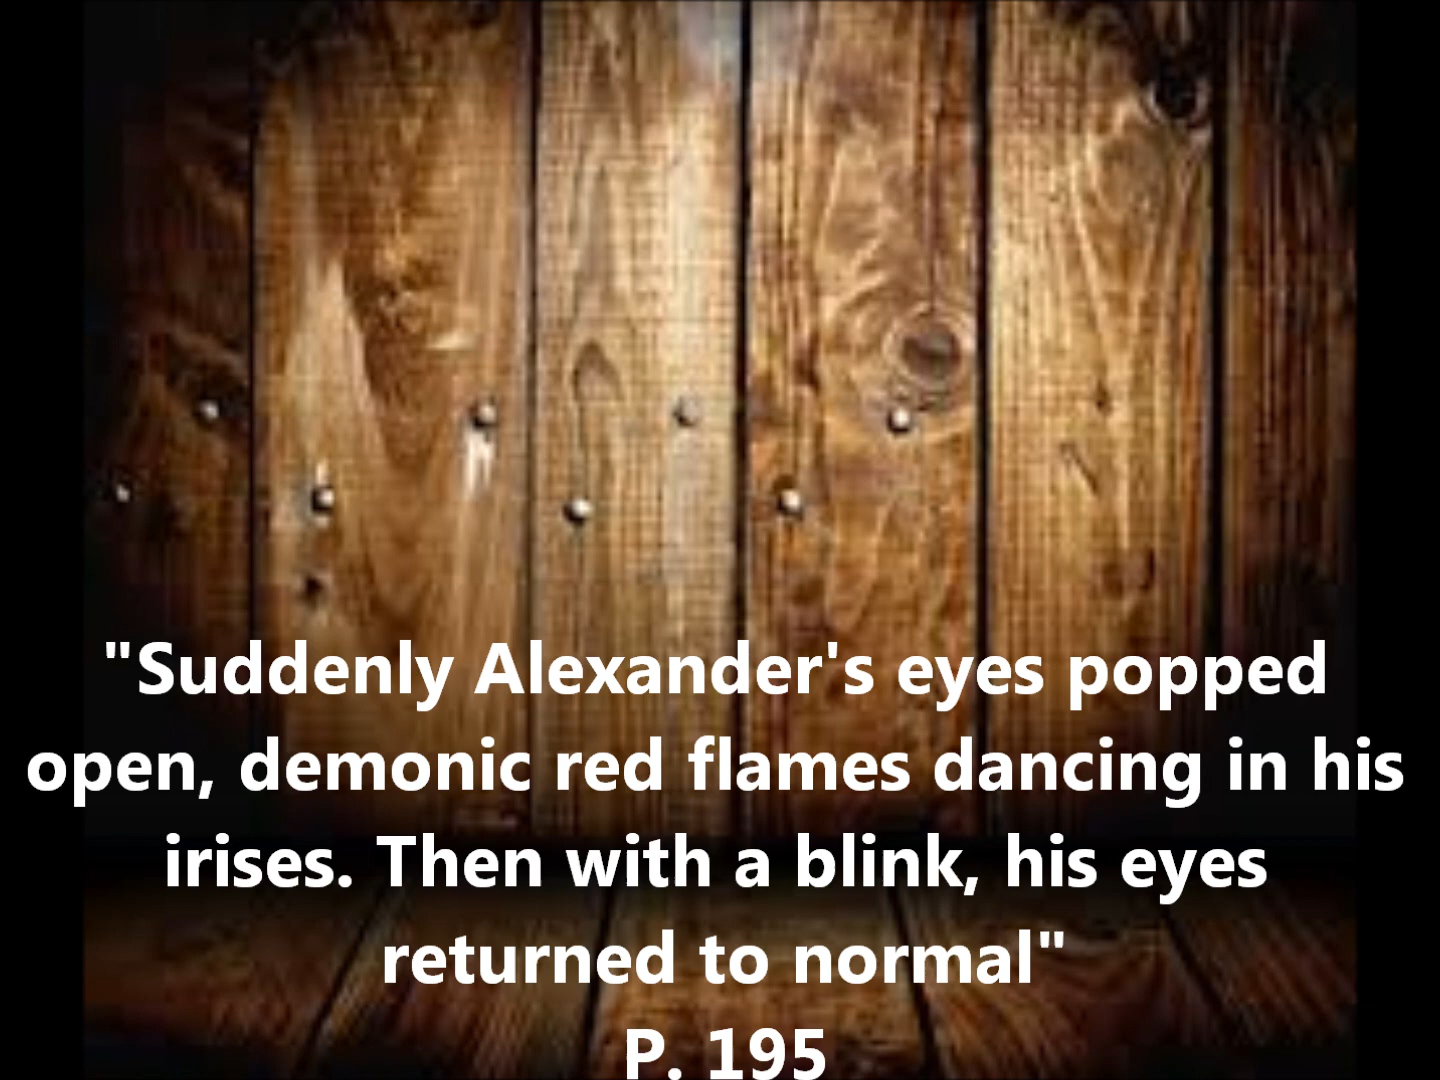 "Suddenly Alexander's eyes popped
open, demonic red flames dancing in his
irises. Then with a blink, his eyes
returned to normal"
P. 195